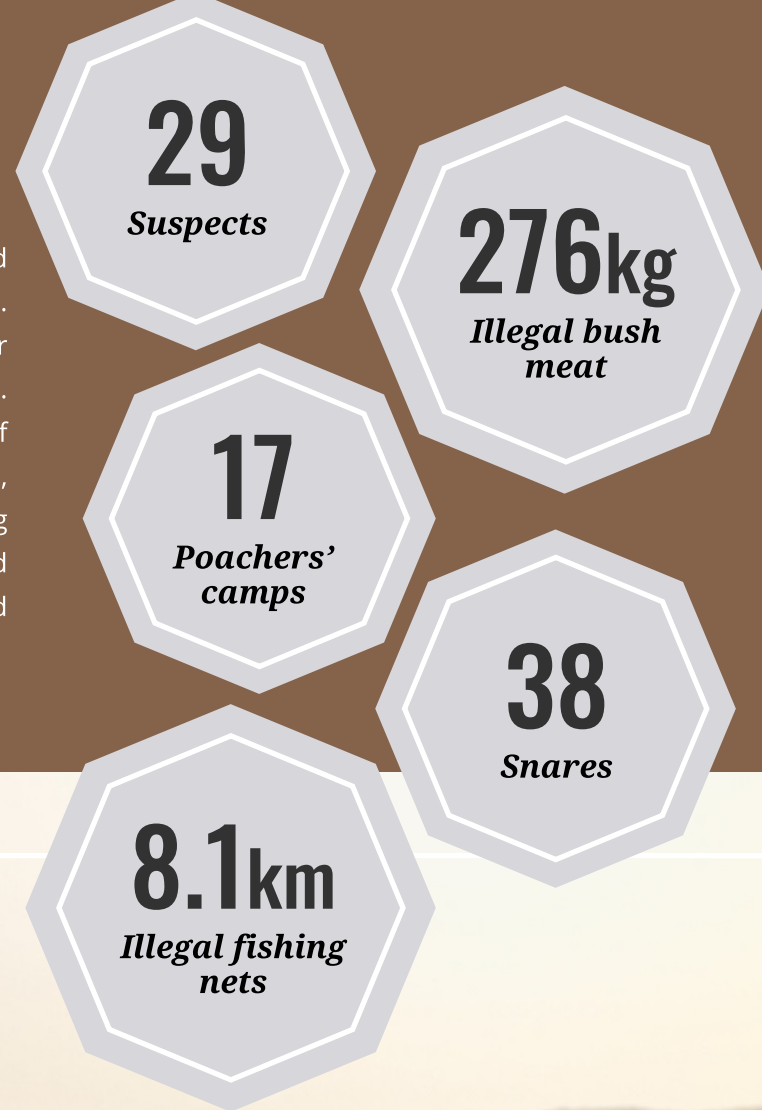 29
Suspects
276kg
Illegal bush
meat
17
Poachers’
camps
38
Snares
8.1km
Illegal fishing
nets